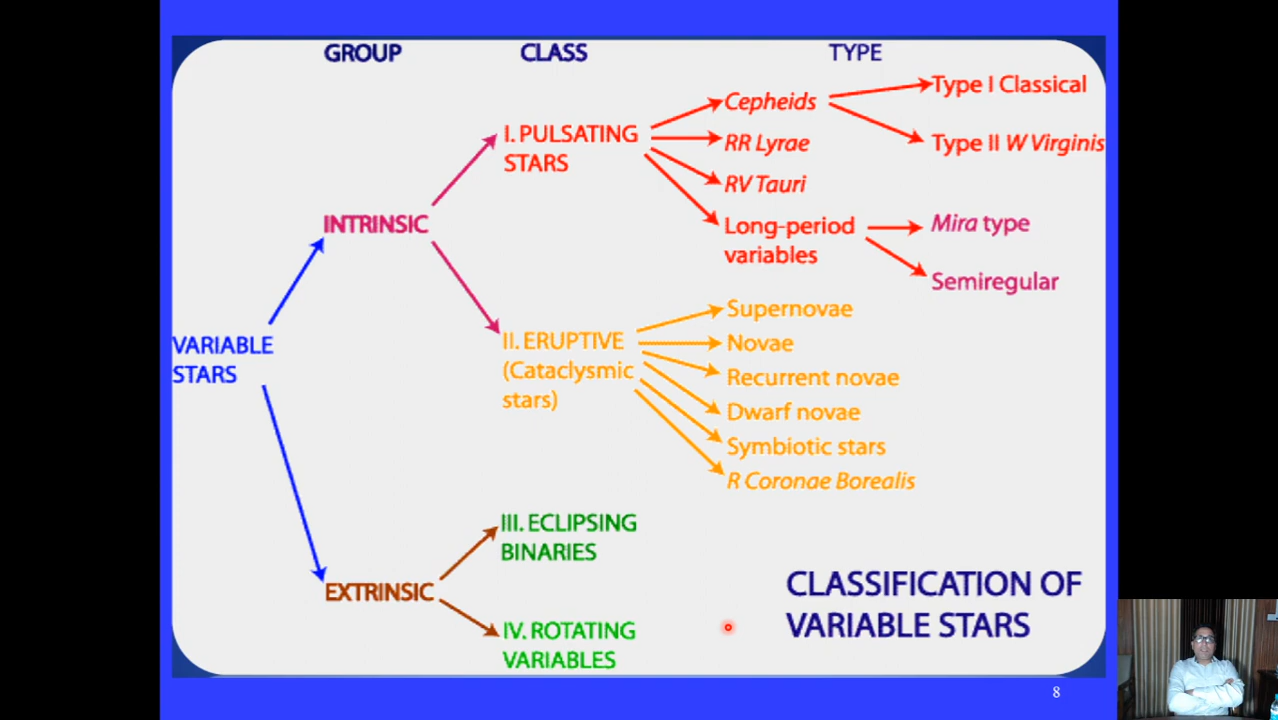 GROUP CLASS TYPE
Type I Classical
Cepheids
I. PULSATING
STARS
RR Lyrae
Type II W Virginis
RV Tauri
INTRINSIC
Long-period
variables
Mira type
Semiregular
Supernovae
VARIABLE
STARS
II. ERUPTIVE
(Cataclysmic
stars)
Novae
Recurrent novae
Dwarf novae
Symbiotic stars
R Coronae Borealis
III. ECLIPSING
BINARIES
EXTRINSIC
IV. ROTATING
VARIABLES
CLASSIFICATION OF
VARIABLE STARS
8